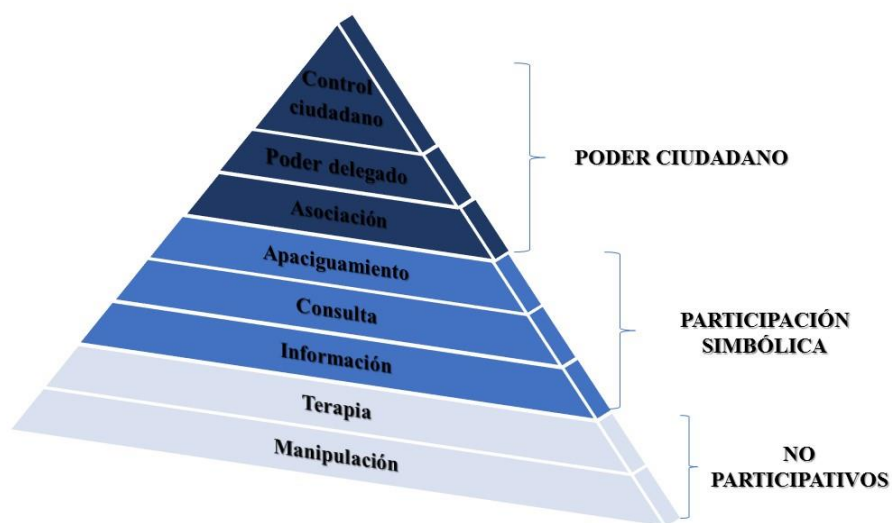 Control
ciudadano
Poder delegado
Asociación
Apaciguamiento
Consulta
Información
Terapia
Manipulación
PODER CIUDADANO
PARTICIPACIÓN
SIMBÓLICA
NO
PARTICIPATIVOS